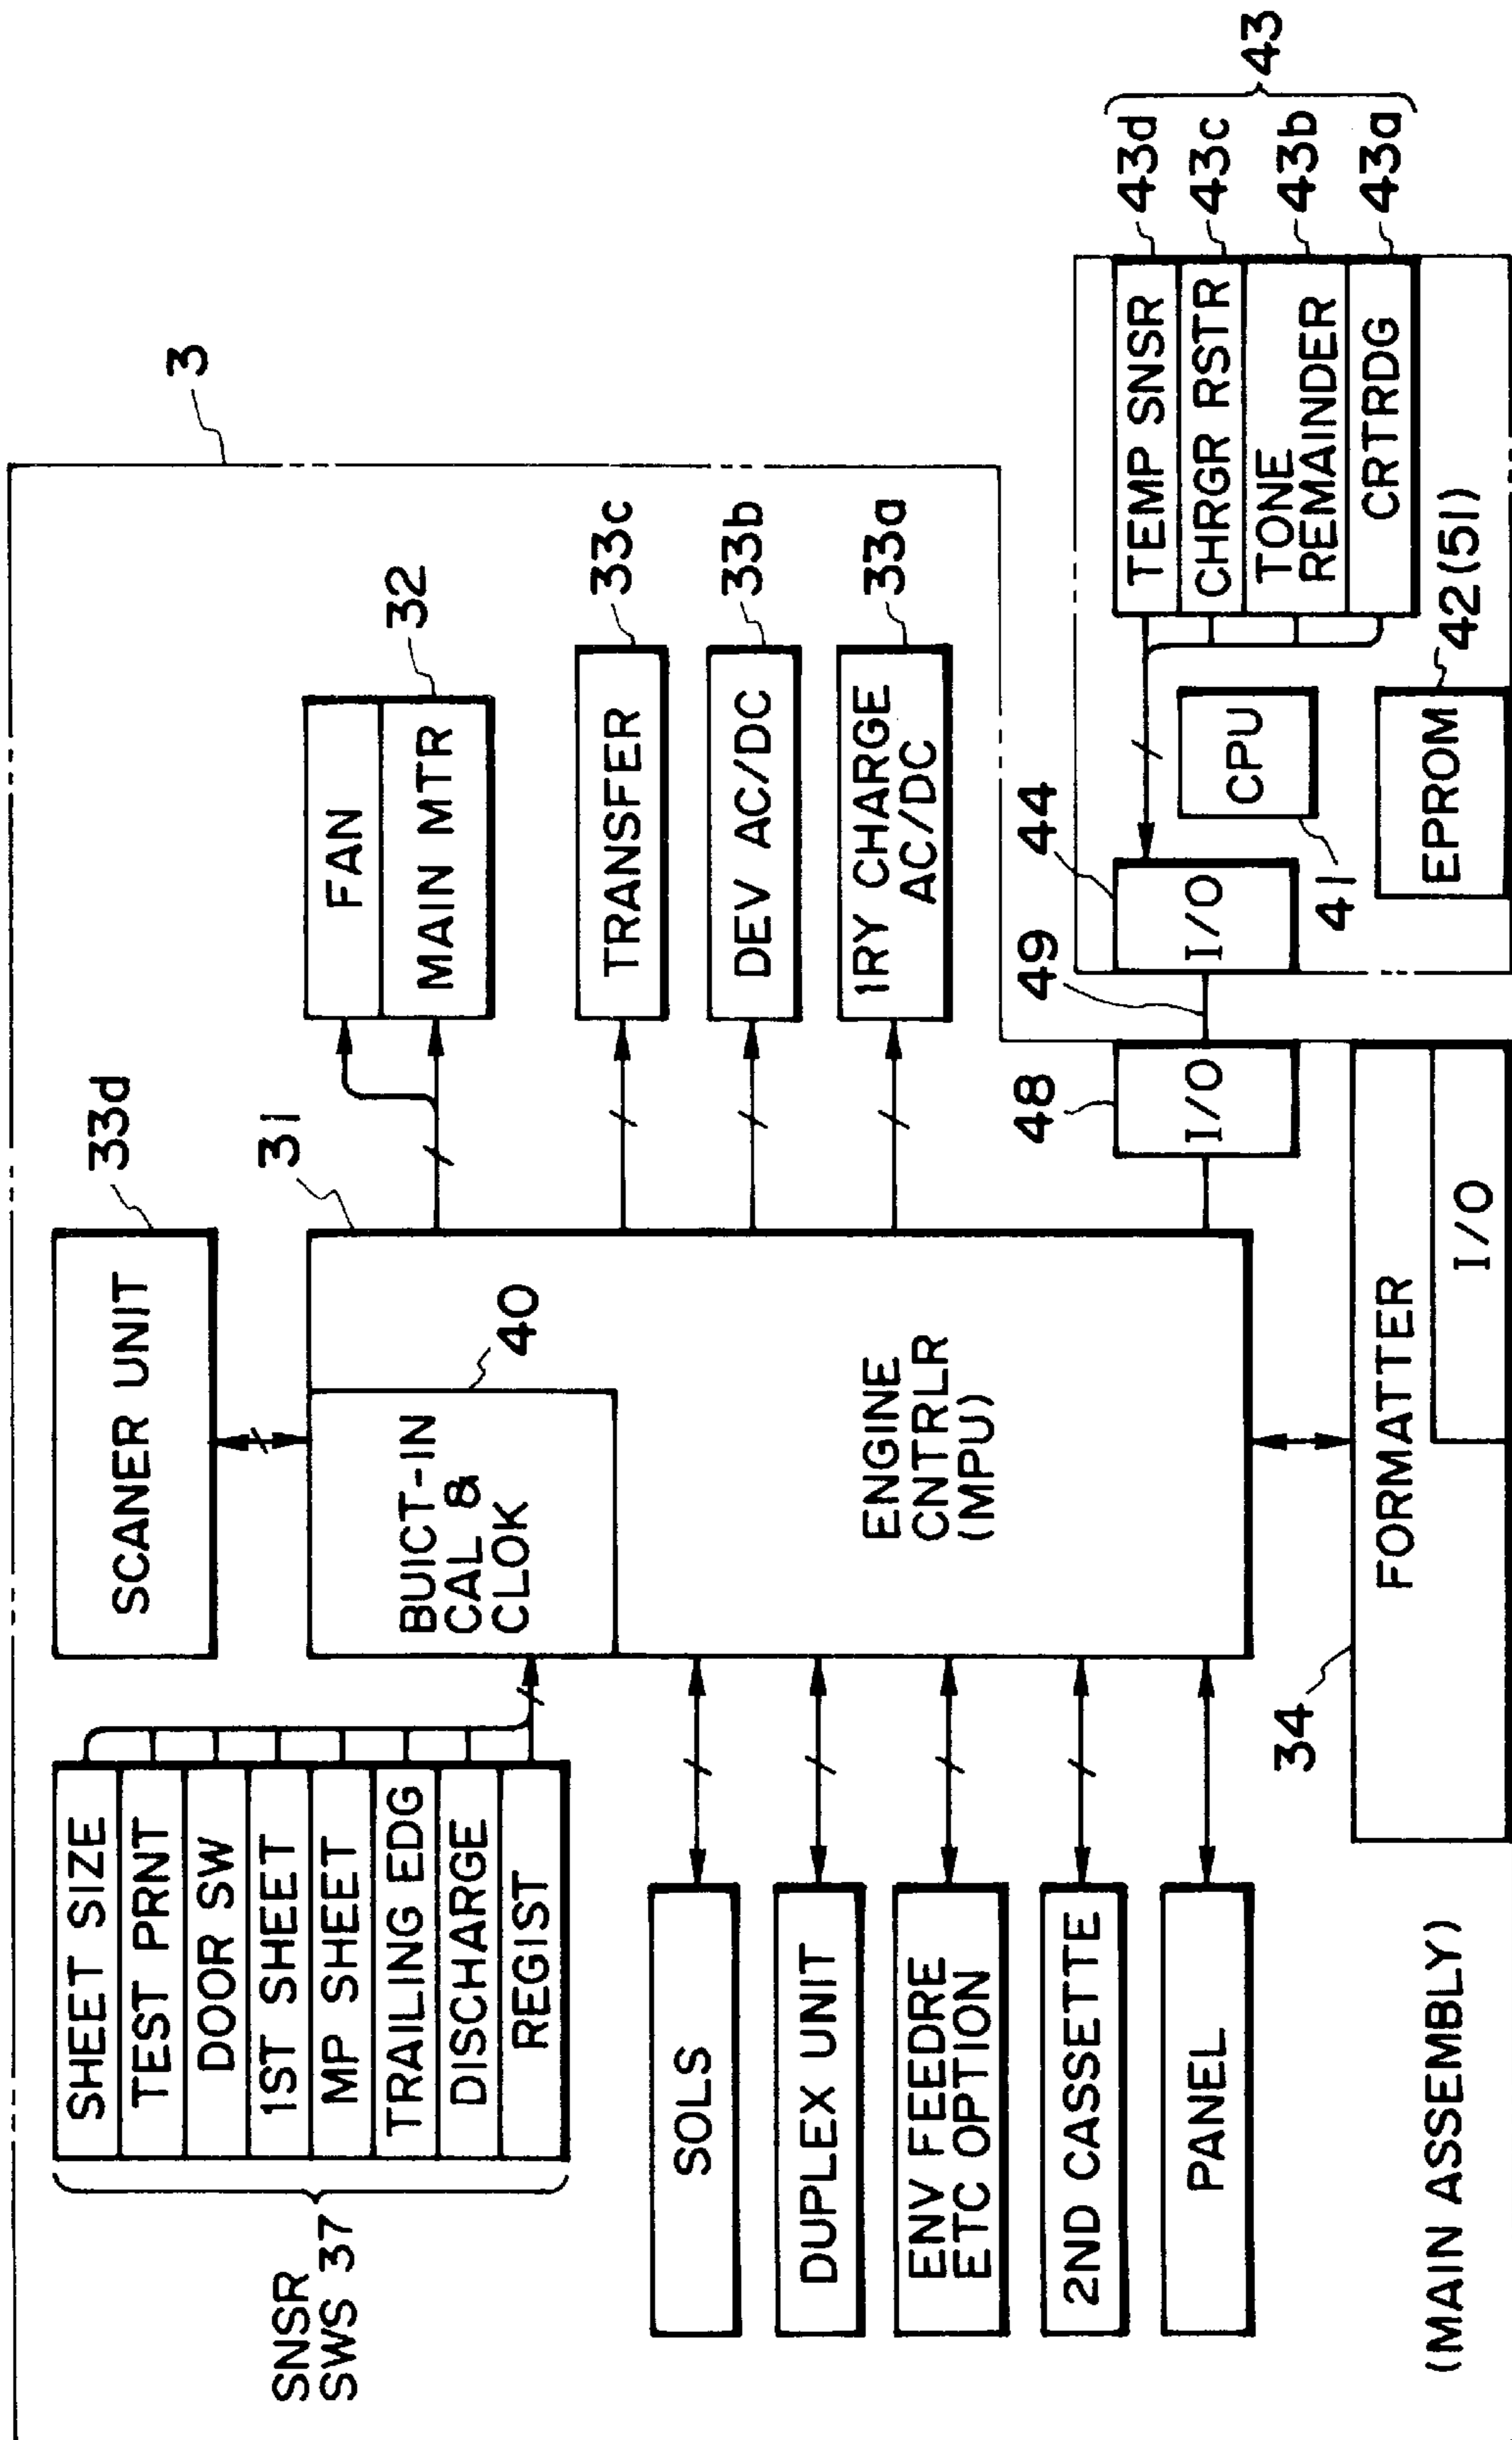 SHEET SIZE
TEST PRNT
DOOR SW
1ST SHEET
MP SHEET
TRAILING EDG
DISCHARGE
REGIST
SNSR
SWS 37
SCANER UNIT
33d
31
BUICT-IN
CAL &
CLOK
40
ENGINE
CNTRLR
(MPU)
FAN
MAIN MTR
32
TRANSFER
33c
DEV AC/DC
33b
1RY CHARGE
AC/DC
33a
3
SOLS
DUPLEX UNIT
ENV FEEDRE
ETC OPTION
2ND CASSETTE
PANEL
48
I/O
49
44
I/O
TEMP SNSR
43d
CHRGR RSTR
43c
TONE
REMAINDER
43b
CRTRDG
43a
43
CPU
41
EPROM
42(51)
34
FORMATTER
I/O
(MAIN ASSEMBLY)